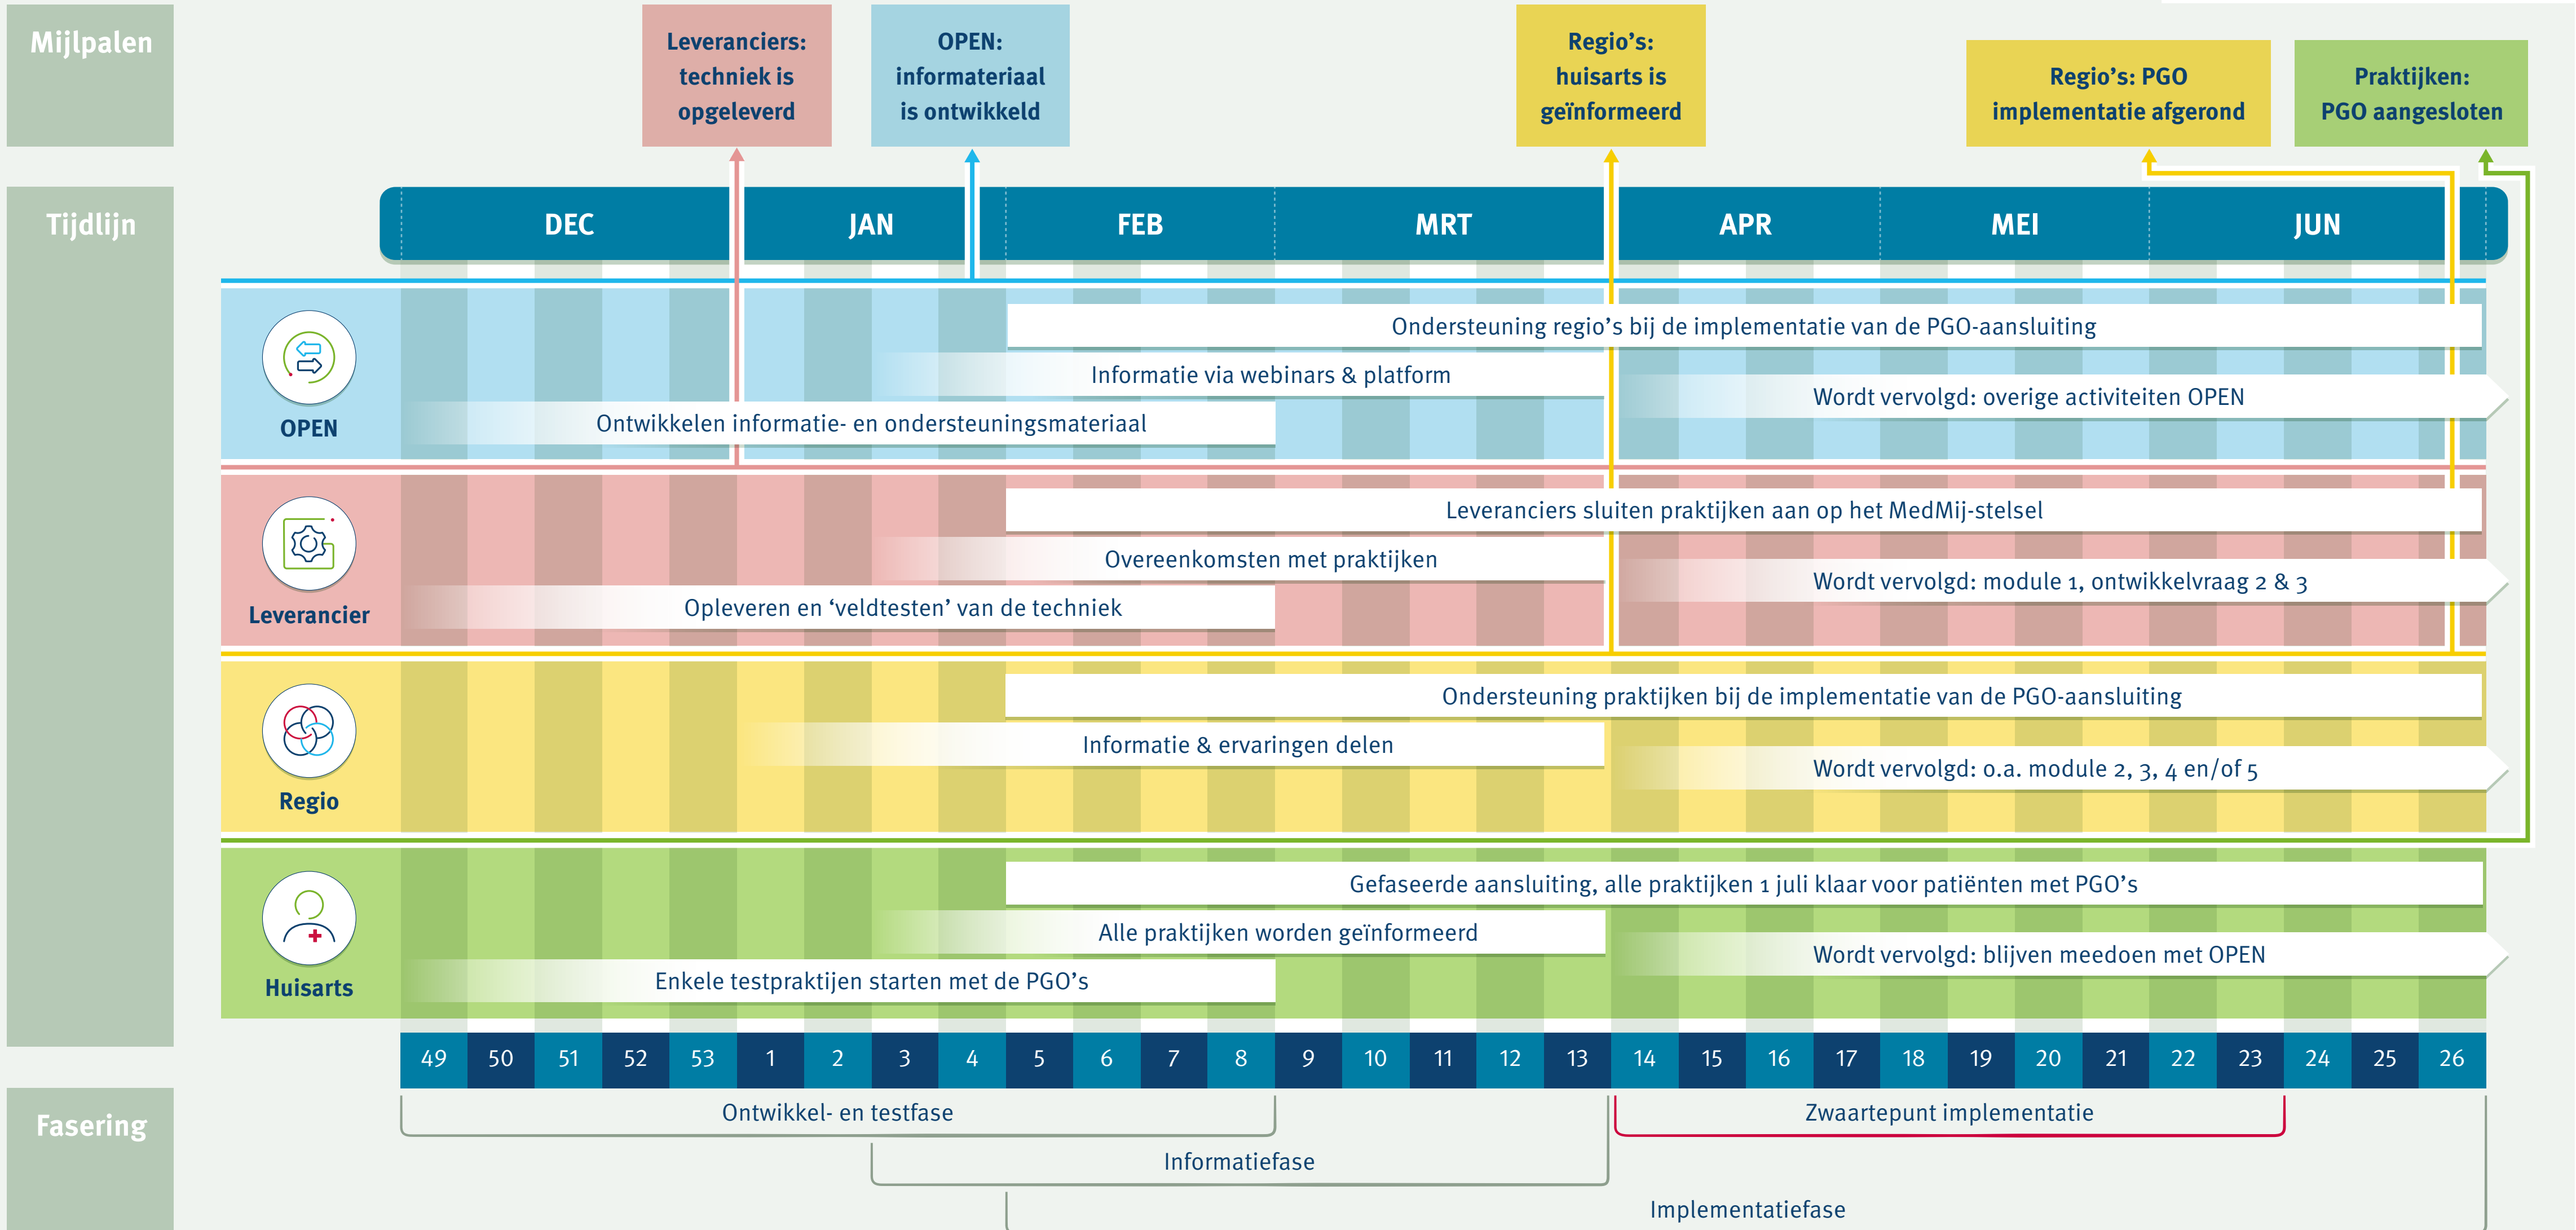 Mijlpalen
Leveranciers:
techniek is
opgeleverd
OPEN:
informateriaal
is ontwikkeld
Regio's:
huisarts is
geïnformeerd
Regio's: PGO
implementatie afgerond
Praktijken:
PGO aangesloten
Tijdlijn
DEC JAN FEB MRT APR MEI JUN
OPEN
Ondersteuning regio's bij de implementatie van de PGO-aansluiting
Informatie via webinars & platform
Wordt vervolgd: overige activiteiten OPEN
Ontwikkelen informatie- en ondersteuningsmateriaal
Leverancier
Leveranciers sluiten praktijken aan op het MedMij-stelsel
Overeenkomsten met praktijken
Wordt vervolgd: module 1, ontwikkelvraag 2 & 3
Opleveren en ‘veldtesten’ van de techniek
Regio
Ondersteuning praktijken bij de implementatie van de PGO-aansluiting
Informatie & ervaringen delen
Wordt vervolgd: o.a. module 2, 3, 4 en/of 5
Huisarts
Gefaseerde aansluiting, alle praktijken 1 juli klaar voor patiënten met PGO's
Alle praktijken worden geïnformeerd
Wordt vervolgd: blijven meedoen met OPEN
Enkele testpraktijen starten met de PGO's
49 50 51 52 53 1 2 3 4 5 6 7 8 9 10 11 12 13 14 15 16 17 18 19 20 21 22 23 24 25 26
Fasering
Ontwikkel- en testfase
Zwaartepunt implementatie
Informatiefase
Implementatiefase